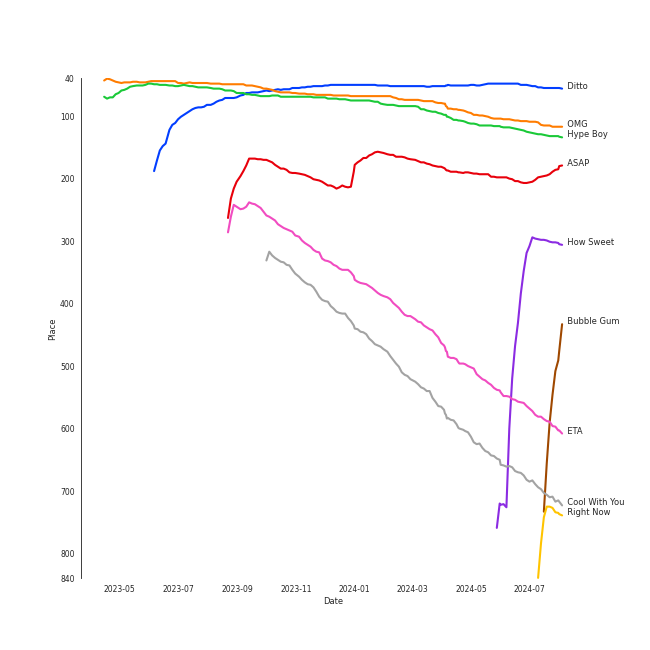 40
100
200
300
400
500
600
700
800
840
Place
2023-05
2023-07
2023-09
2023-11
2024-01
2024-03
2024-05
2024-07
Date
Ditto
OMG
Hype Boy
ASAP
How Sweet
Bubble Gum
ETA
Cool With You
Right Now